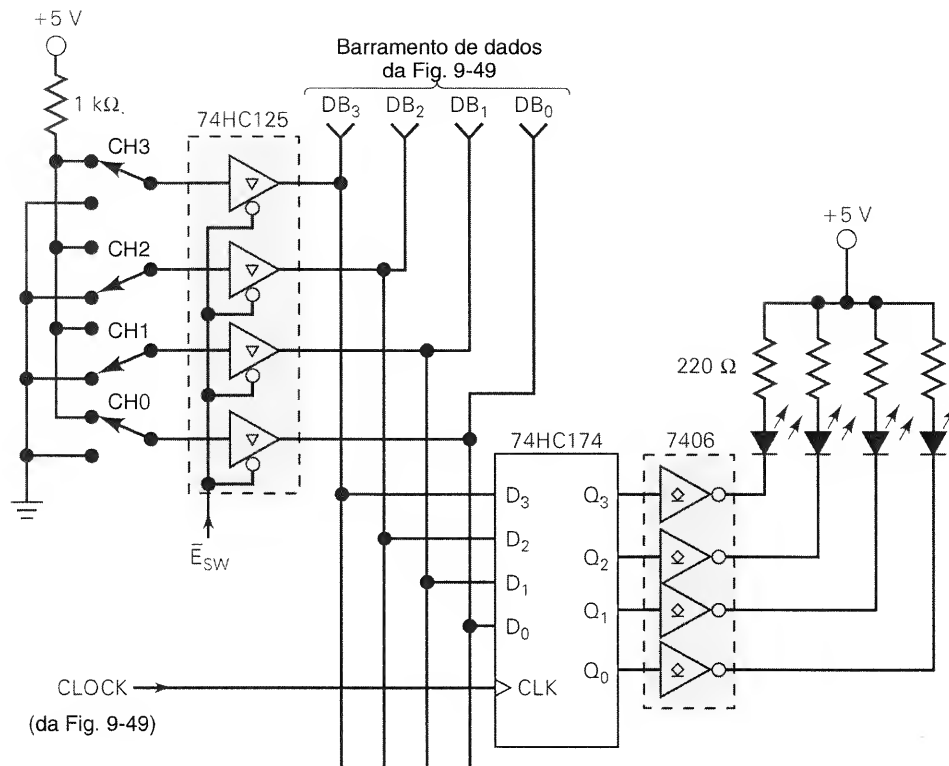 +5 V
Barramento de dados
da Fig. 9-49
1 kΩ
74HC125
DB₃ DB₂ DB₁ DB₀
CH3
CH2
CH1
CH0
+5 V
220 Ω
74HC174
7406
D₃ Q₃
D₂ Q₂
D₁ Q₁
D₀ Q₀
E̅SW
CLOCK
CLK
(da Fig. 9-49)